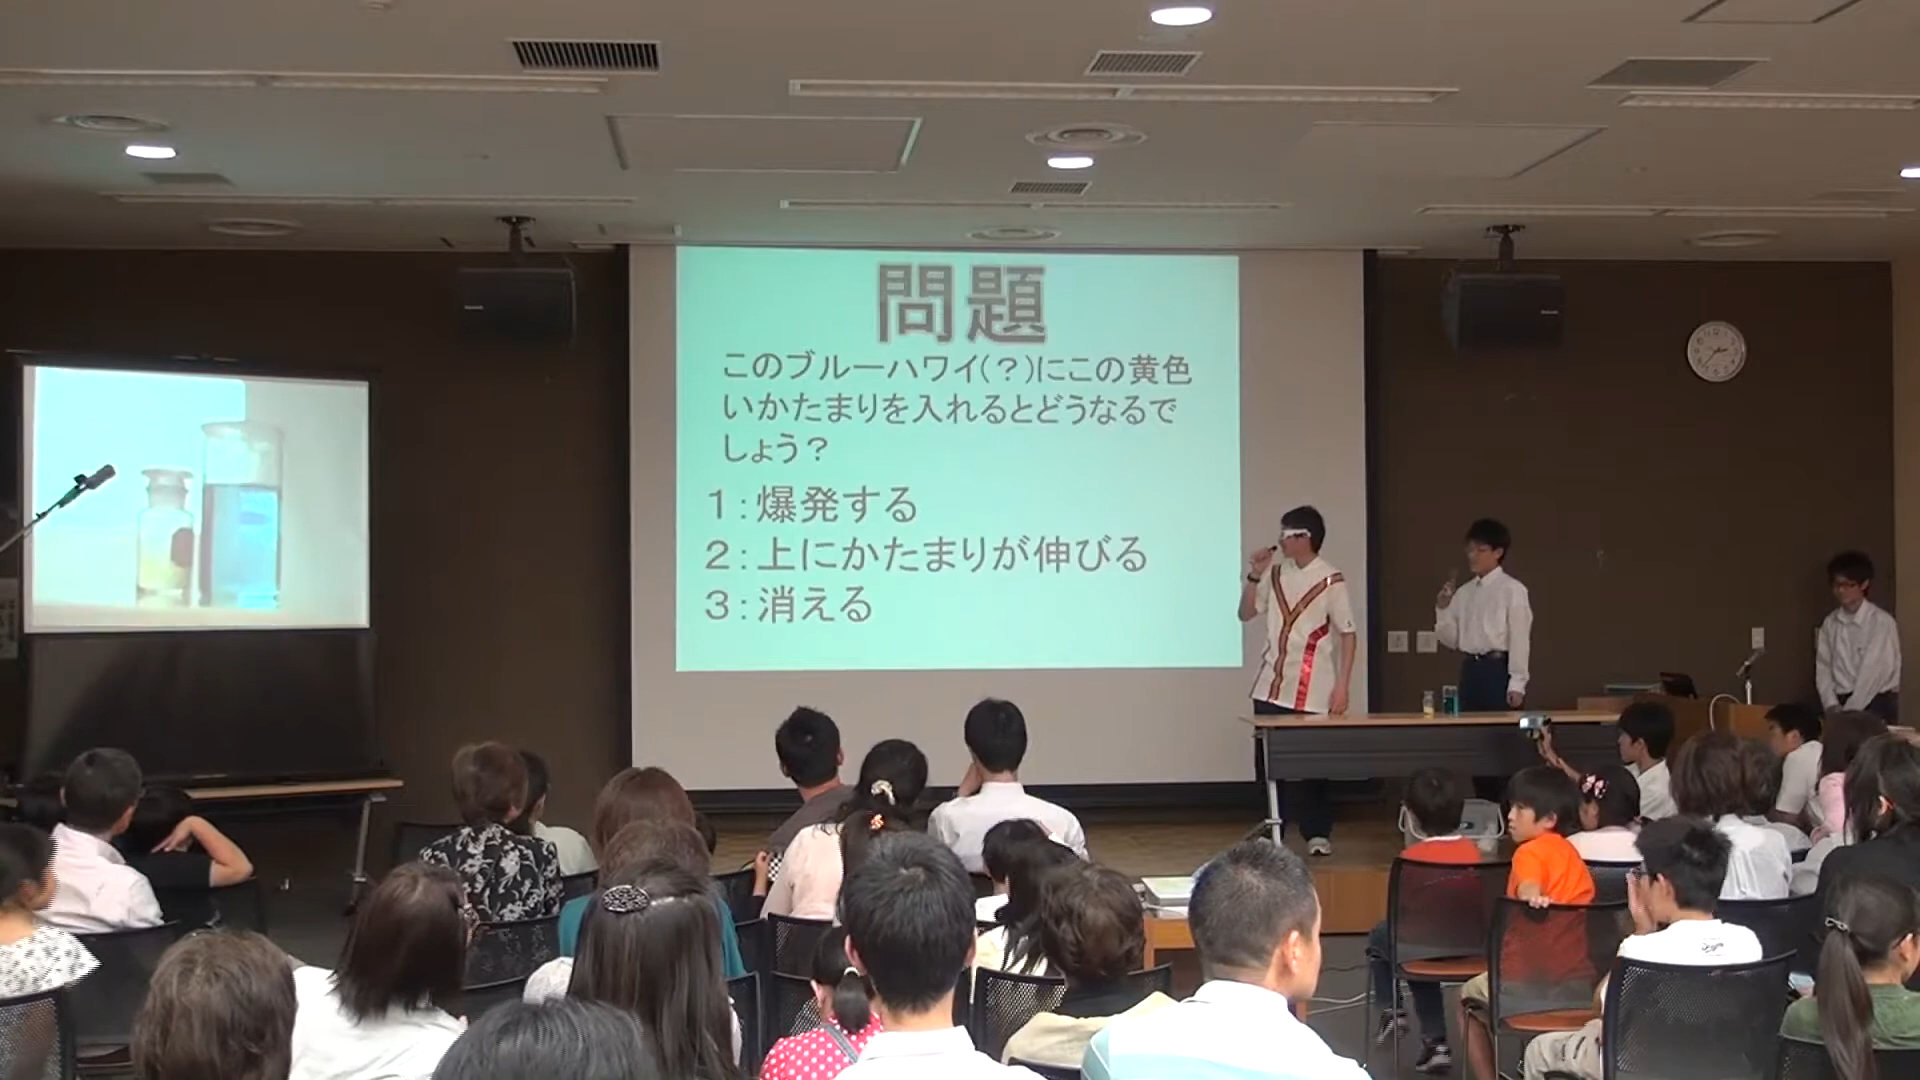 問題
このブルーハワイ(？)にこの黄色
いかたまりを入れるとどうなるで
しょう？
１：爆発する
２：上にかたまりが伸びる
３：消える